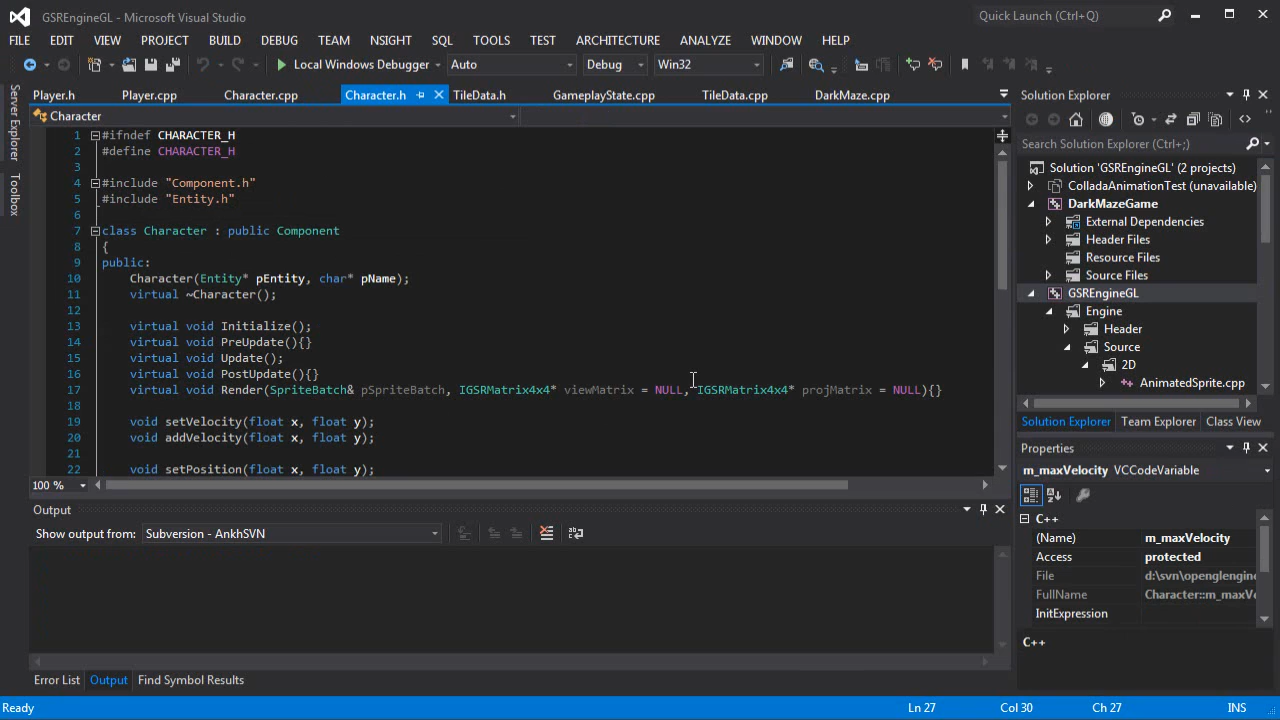 GSREngineGL - Microsoft Visual Studio
Quick Launch (Ctrl+Q)
FILE EDIT VIEW PROJECT BUILD DEBUG TEAM NSIGHT SQL TOOLS TEST ARCHITECTURE ANALYZE WINDOW HELP
Local Windows Debugger Auto Debug Win32
Server Explorer
Toolbox
Player.h Player.cpp Character.cpp Character.h TileData.h GameplayState.cpp TileData.cpp DarkMaze.cpp
Character
1 #ifndef CHARACTER_H
2 #define CHARACTER_H
3
4 #include "Component.h"
5 #include "Entity.h"
6
7 class Character : public Component
8 {
9 public:
10 Character(Entity* pEntity, char* pName);
11 virtual ~Character();
12
13 virtual void Initialize();
14 virtual void PreUpdate(){}
15 virtual void Update();
16 virtual void PostUpdate(){}
17 virtual void Render(SpriteBatch& pSpriteBatch, IGSRMatrix4x4* viewMatrix = NULL, IGSRMatrix4x4* projMatrix = NULL){}
18
19 void setVelocity(float x, float y);
20 void addVelocity(float x, float y);
21
22 void setPosition(float x, float y);
100 %
Output
Show output from: Subversion - AnkhSVN
Error List Output Find Symbol Results
Solution Explorer
Search Solution Explorer (Ctrl+;)
Solution 'GSREngineGL' (2 projects)
ColladaAnimationTest (unavailable)
DarkMazeGame
External Dependencies
Header Files
Resource Files
Source Files
GSREngineGL
Engine
Header
Source
2D
AnimatedSprite.cpp
Solution Explorer Team Explorer Class View
Properties
m_maxVelocity VCCodeVariable
C++
(Name) m_maxVelocity
Access protected
File d:\svn\openglengine
FullName Character::m_maxVe
InitExpression
C++
Ready Ln 27 Col 30 Ch 27 INS